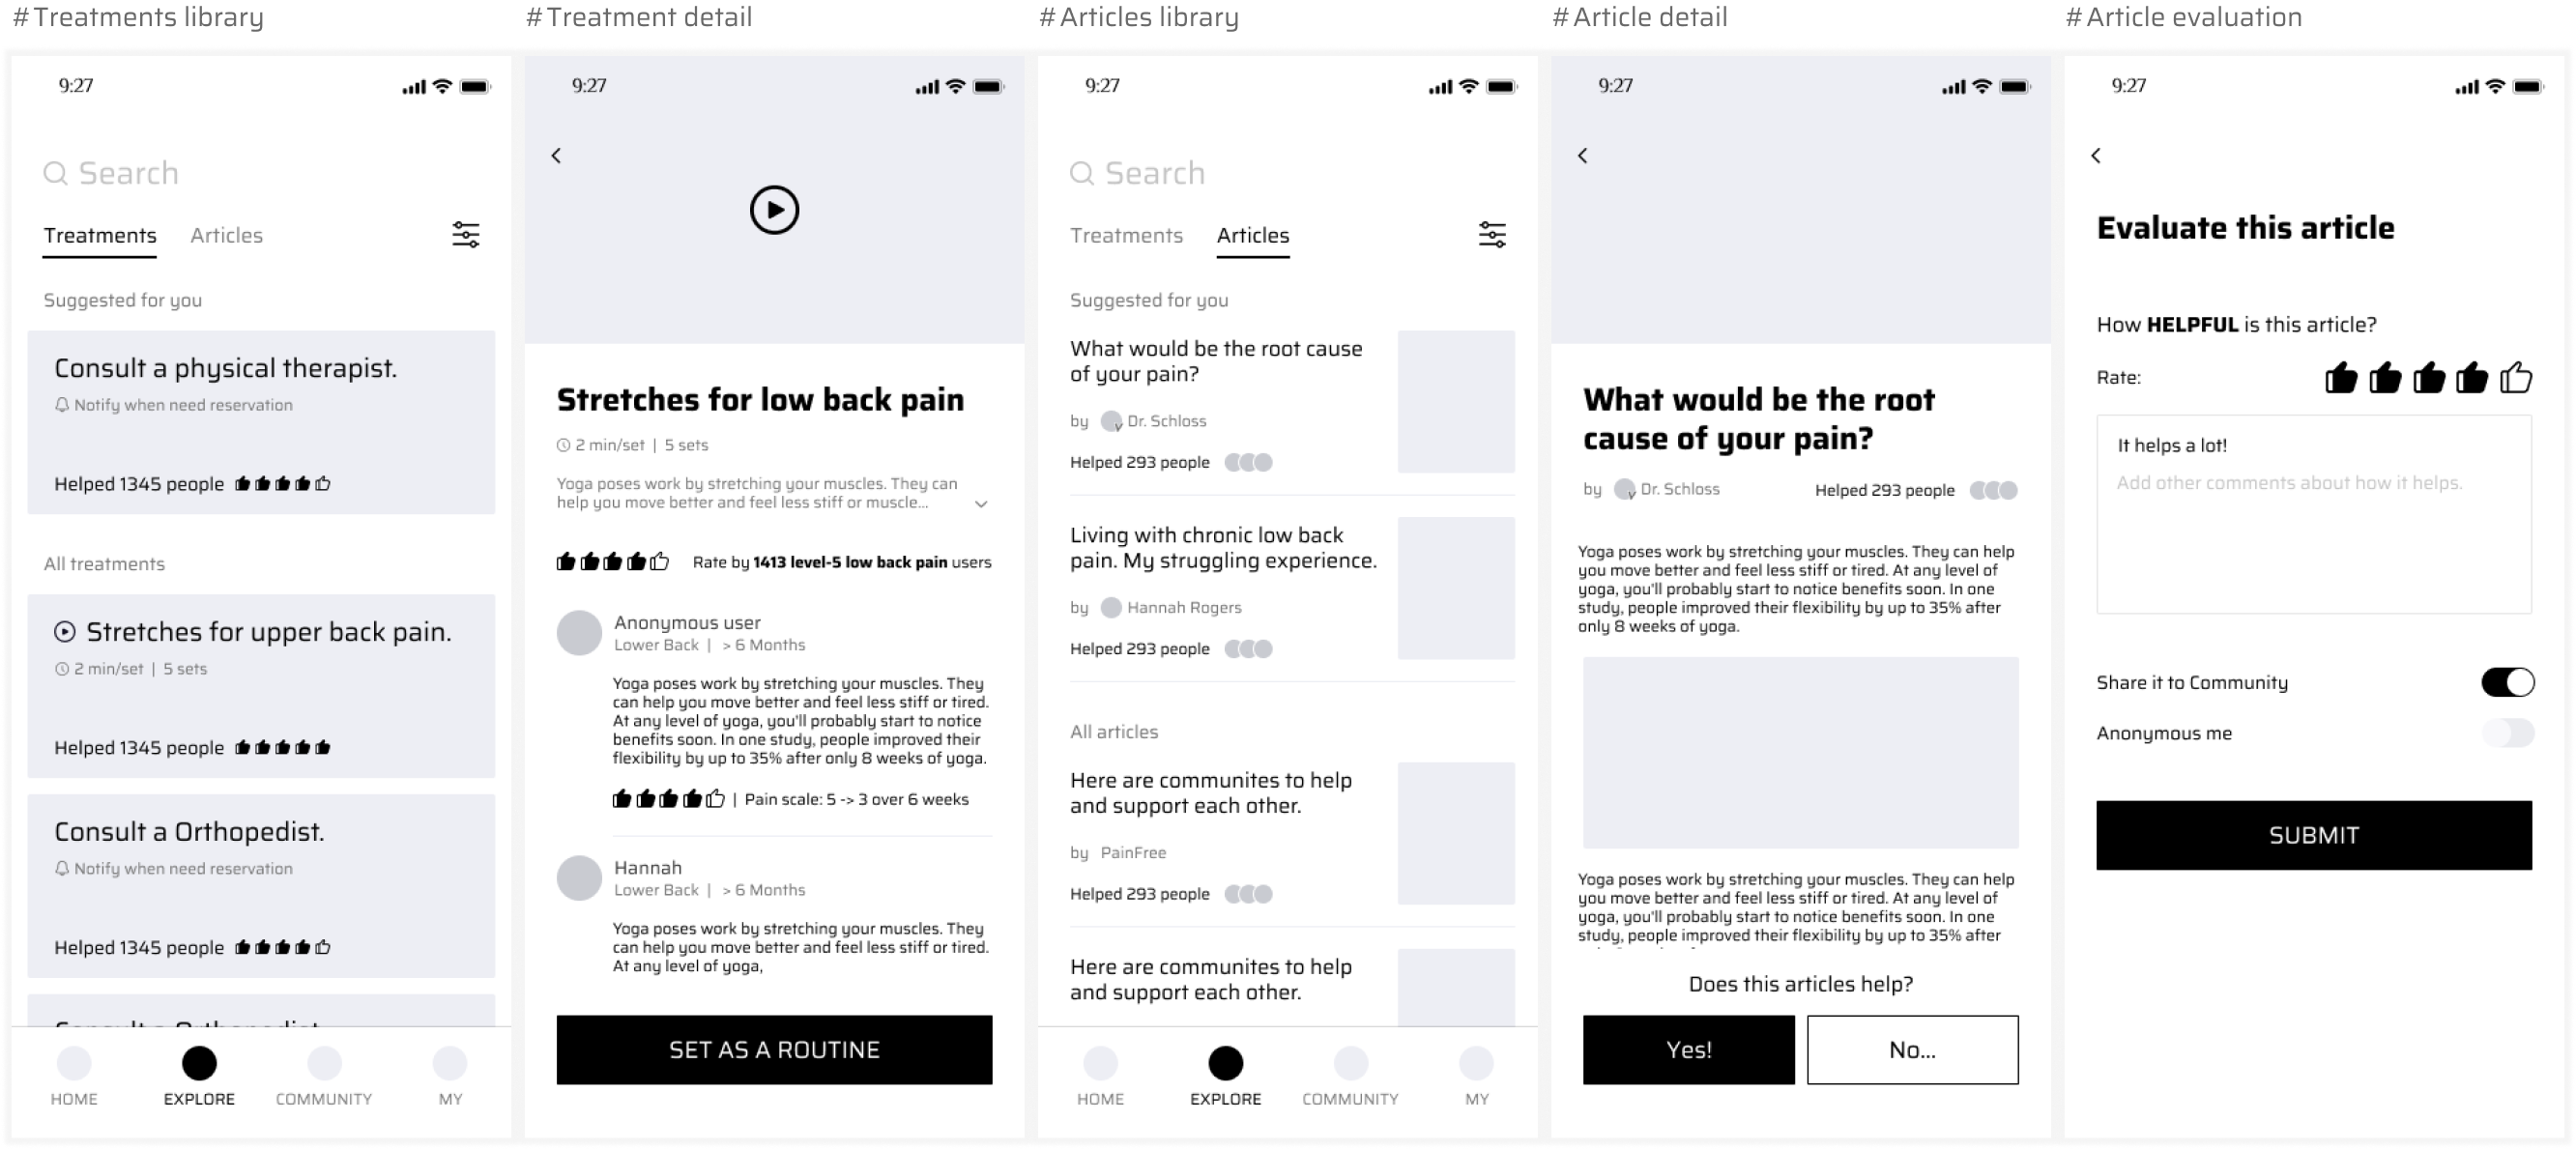 #Treatments library
9:27
Search
Treatments Articles
Suggested for you
Consult a physical therapist.
Notify when need reservation
Helped 1345 people
All treatments
Stretches for upper back pain.
2 min/set | 5 sets
Helped 1345 people
Consult a Orthopedist.
Notify when need reservation
Helped 1345 people
Consult a Orthopedist.
HOME EXPLORE COMMUNITY MY
#Treatment detail
9:27
Stretches for low back pain
2 min/set | 5 sets
Yoga poses work by stretching your muscles. They can
help you move better and feel less stiff or muscle...
Rate by 1413 level-5 low back pain users
Anonymous user
Lower Back | > 6 Months
Yoga poses work by stretching your muscles. They
can help you move better and feel less stiff or tired.
At any level of yoga, you'll probably start to notice
benefits soon. In one study, people improved their
flexibility by up to 35% after only 8 weeks of yoga.
| Pain scale: 5 -> 3 over 6 weeks
Hannah
Lower Back | > 6 Months
Yoga poses work by stretching your muscles. They
can help you move better and feel less stiff or tired.
At any level of yoga,
SET AS A ROUTINE
#Articles library
9:27
Search
Treatments Articles
Suggested for you
What would be the root cause
of your pain?
by Dr. Schloss
Helped 293 people
Living with chronic low back
pain. My struggling experience.
by Hannah Rogers
Helped 293 people
All articles
Here are communites to help
and support each other.
by PainFree
Helped 293 people
Here are communites to help
and support each other.
HOME EXPLORE COMMUNITY MY
#Article detail
9:27
What would be the root
cause of your pain?
by Dr. Schloss Helped 293 people
Yoga poses work by stretching your muscles. They can help
you move better and feel less stiff or tired. At any level of
yoga, you'll probably start to notice benefits soon. In one
study, people improved their flexibility by up to 35% after
only 8 weeks of yoga.
Yoga poses work by stretching your muscles. They can help
you move better and feel less stiff or tired. At any level of
yoga, you'll probably start to notice benefits soon. In one
study, people improved their flexibility by up to 35% after
Does this articles help?
Yes! No...
#Article evaluation
9:27
Evaluate this article
How HELPFUL is this article?
Rate:
It helps a lot!
Add other comments about how it helps.
Share it to Community
Anonymous me
SUBMIT